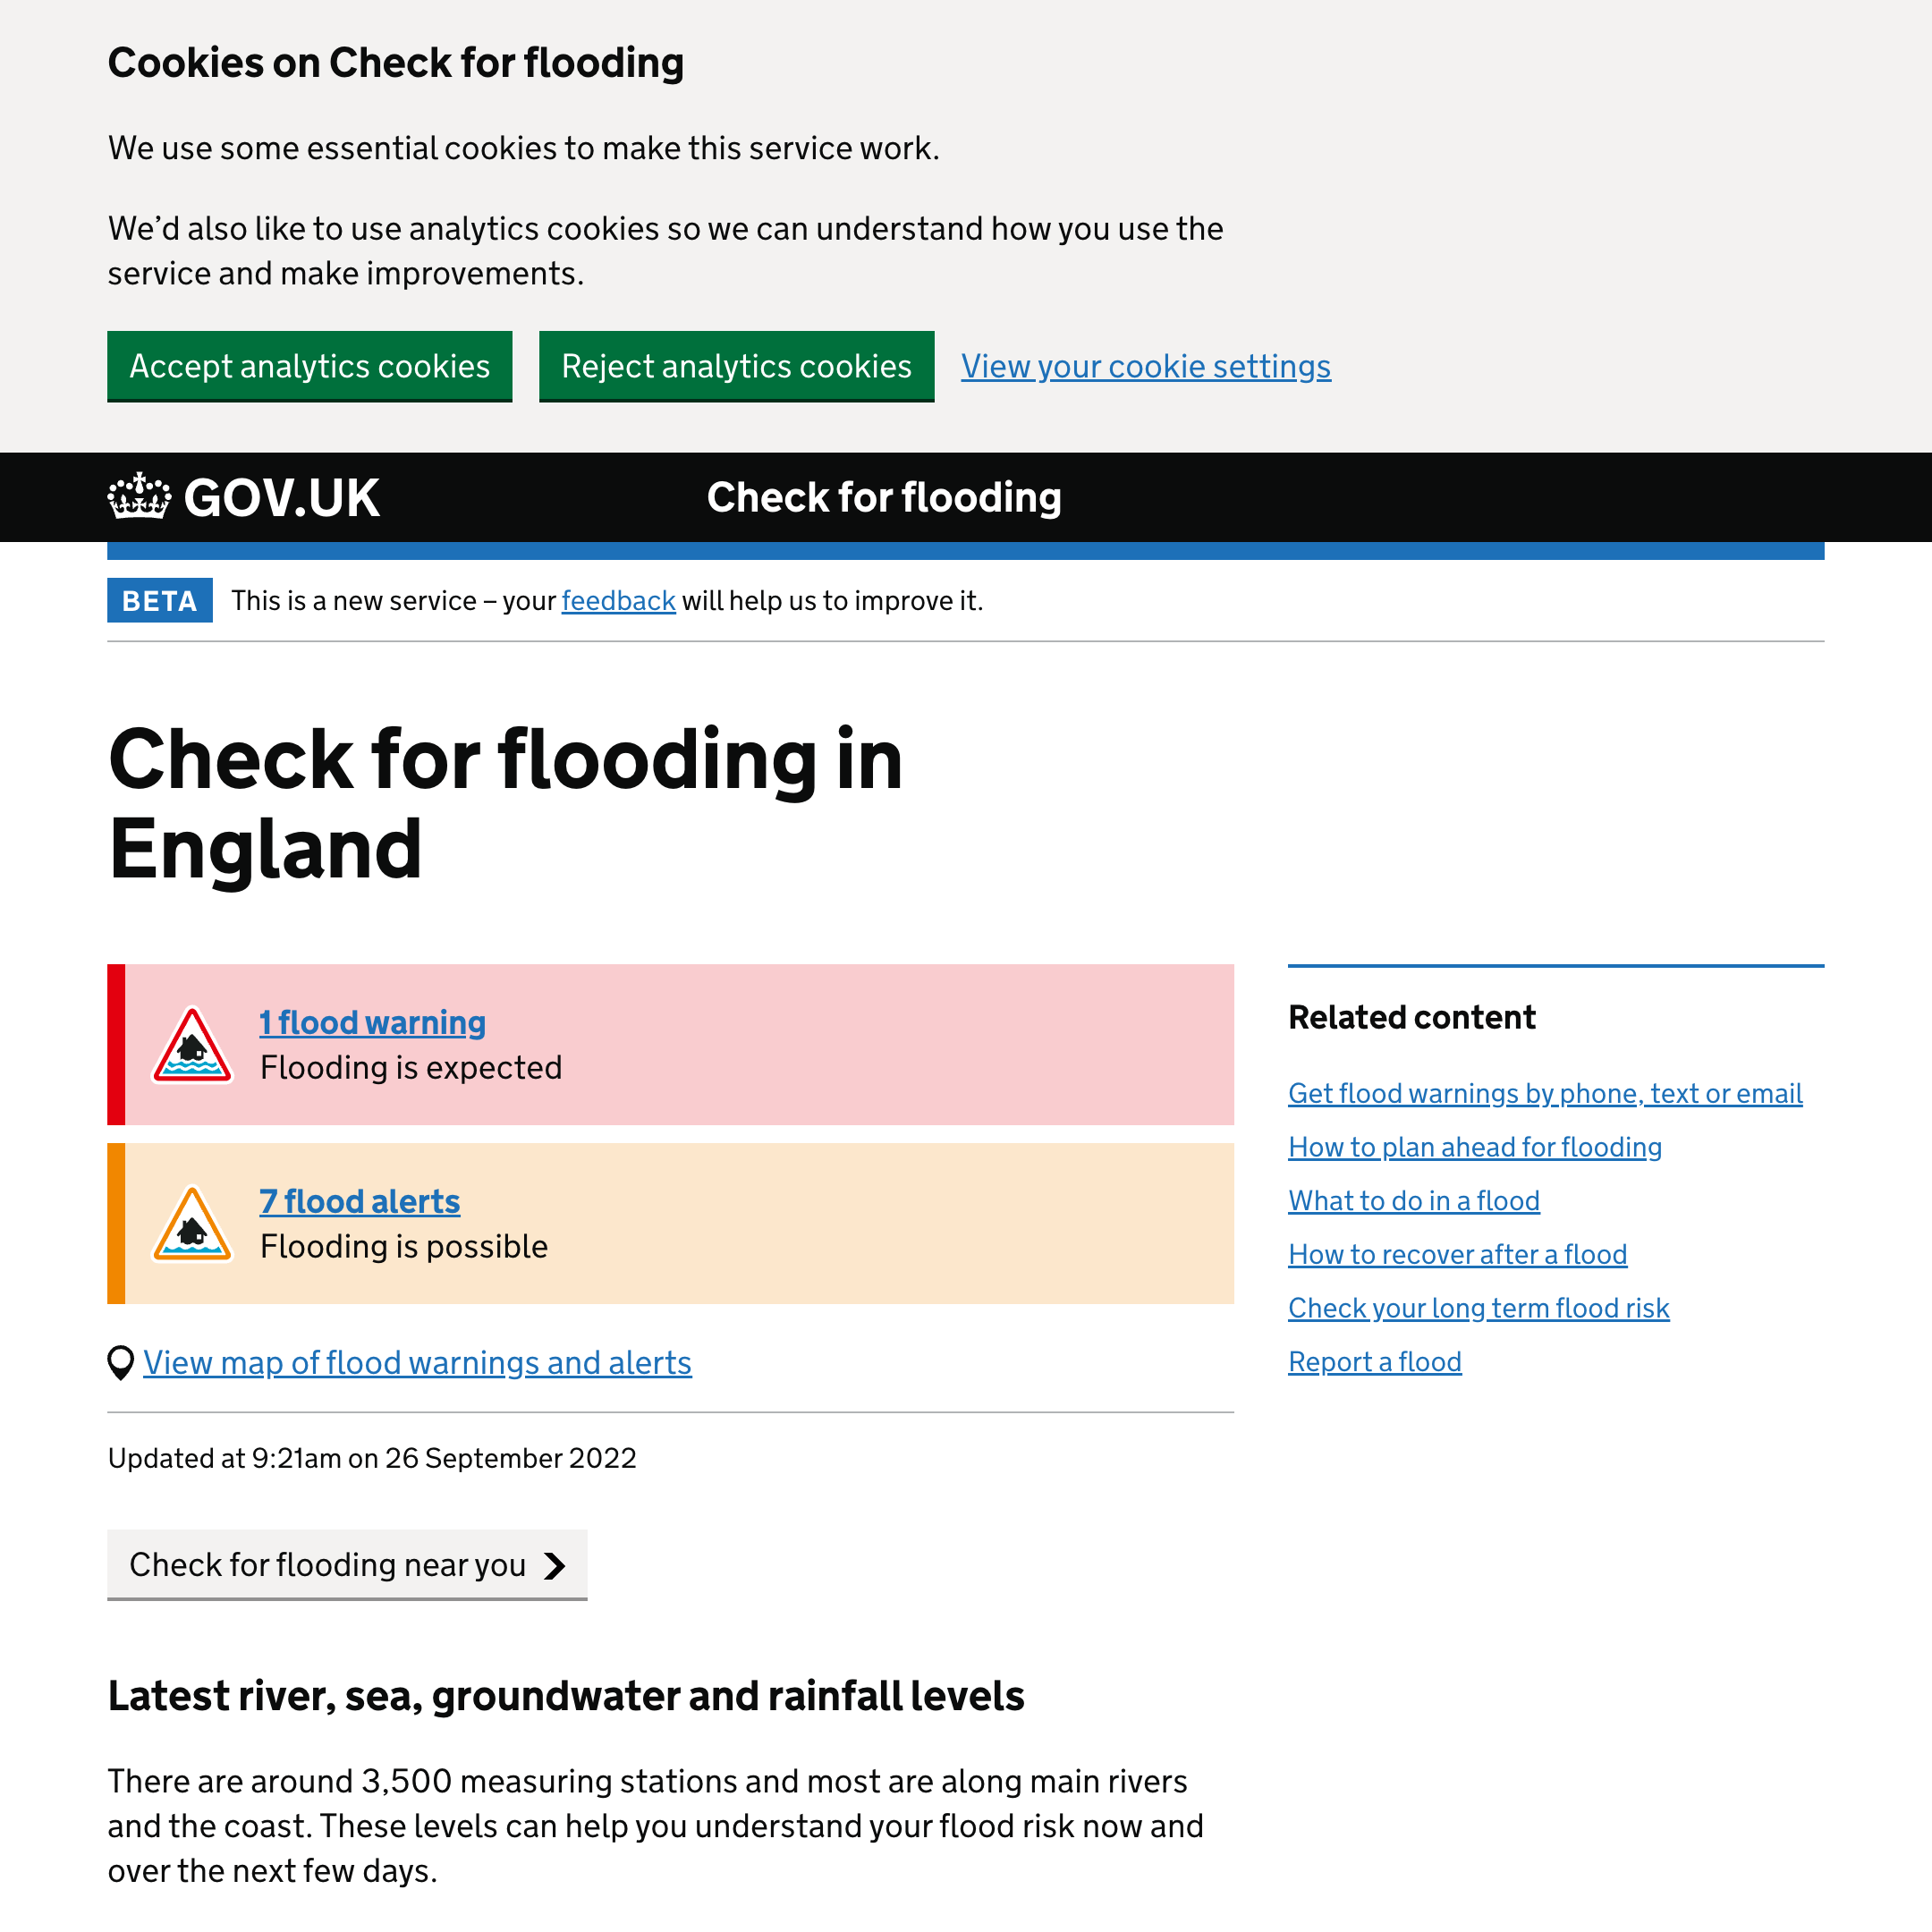 Cookies on Check for flooding
We use some essential cookies to make this service work.
We’d also like to use analytics cookies so we can understand how you use the
service and make improvements.
Accept analytics cookies
Reject analytics cookies
View your cookie settings
GOV.UK
Check for flooding
BETA
This is a new service – your feedback will help us to improve it.
Check for flooding in
England
1 flood warning
Flooding is expected
7 flood alerts
Flooding is possible
View map of flood warnings and alerts
Updated at 9:21am on 26 September 2022
Check for flooding near you
Latest river, sea, groundwater and rainfall levels
There are around 3,500 measuring stations and most are along main rivers
and the coast. These levels can help you understand your flood risk now and
over the next few days.
Related content
Get flood warnings by phone, text or email
How to plan ahead for flooding
What to do in a flood
How to recover after a flood
Check your long term flood risk
Report a flood